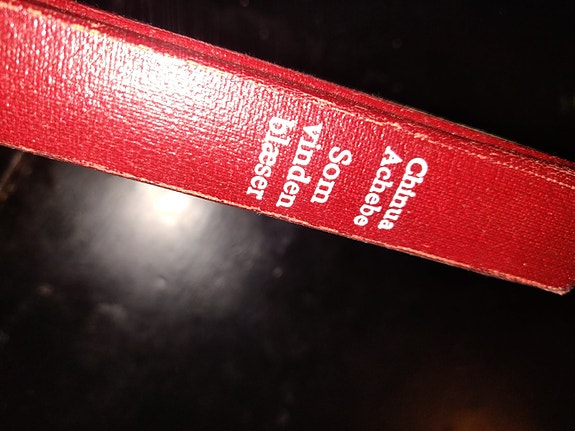 Chinua
Achebe
Som
vinden
blæser